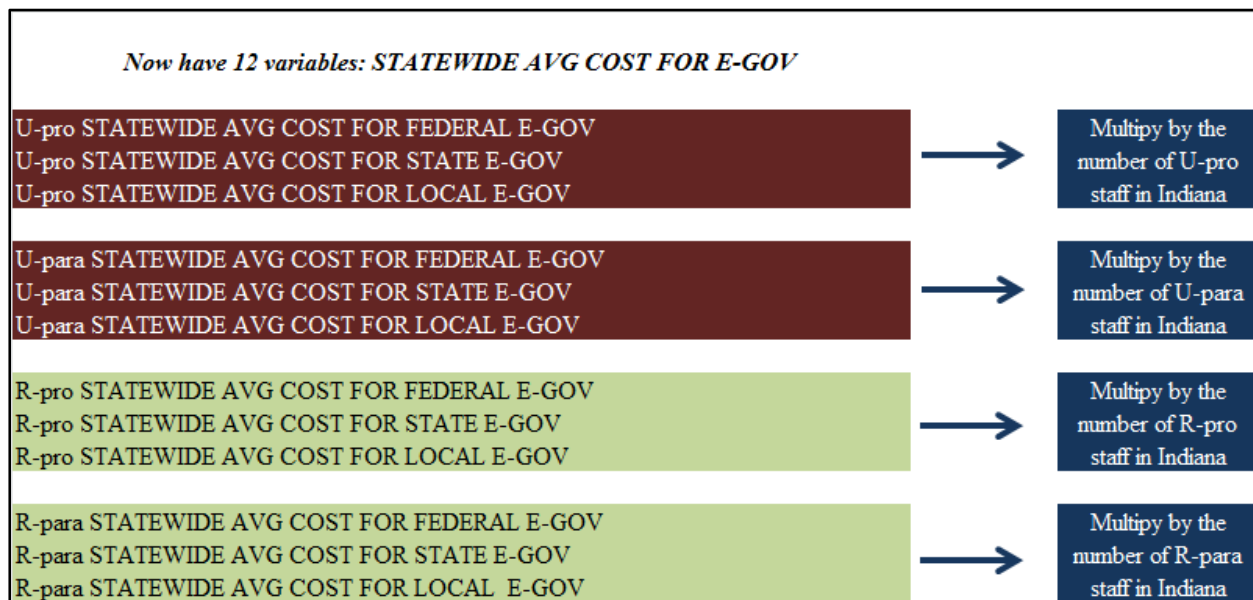 Now have 12 variables: STATEWIDE AVG COST FOR E-GOV
U-pro STATEWIDE AVG COST FOR FEDERAL E-GOV
U-pro STATEWIDE AVG COST FOR STATE E-GOV
U-pro STATEWIDE AVG COST FOR LOCAL E-GOV
Multipy by the
number of U-pro
staff in Indiana
U-para STATEWIDE AVG COST FOR FEDERAL E-GOV
U-para STATEWIDE AVG COST FOR STATE E-GOV
U-para STATEWIDE AVG COST FOR LOCAL E-GOV
Multipy by the
number of U-para
staff in Indiana
R-pro STATEWIDE AVG COST FOR FEDERAL E-GOV
R-pro STATEWIDE AVG COST FOR STATE E-GOV
R-pro STATEWIDE AVG COST FOR LOCAL E-GOV
Multipy by the
number of R-pro
staff in Indiana
R-para STATEWIDE AVG COST FOR FEDERAL E-GOV
R-para STATEWIDE AVG COST FOR STATE E-GOV
R-para STATEWIDE AVG COST FOR LOCAL E-GOV
Multipy by the
number of R-para
staff in Indiana